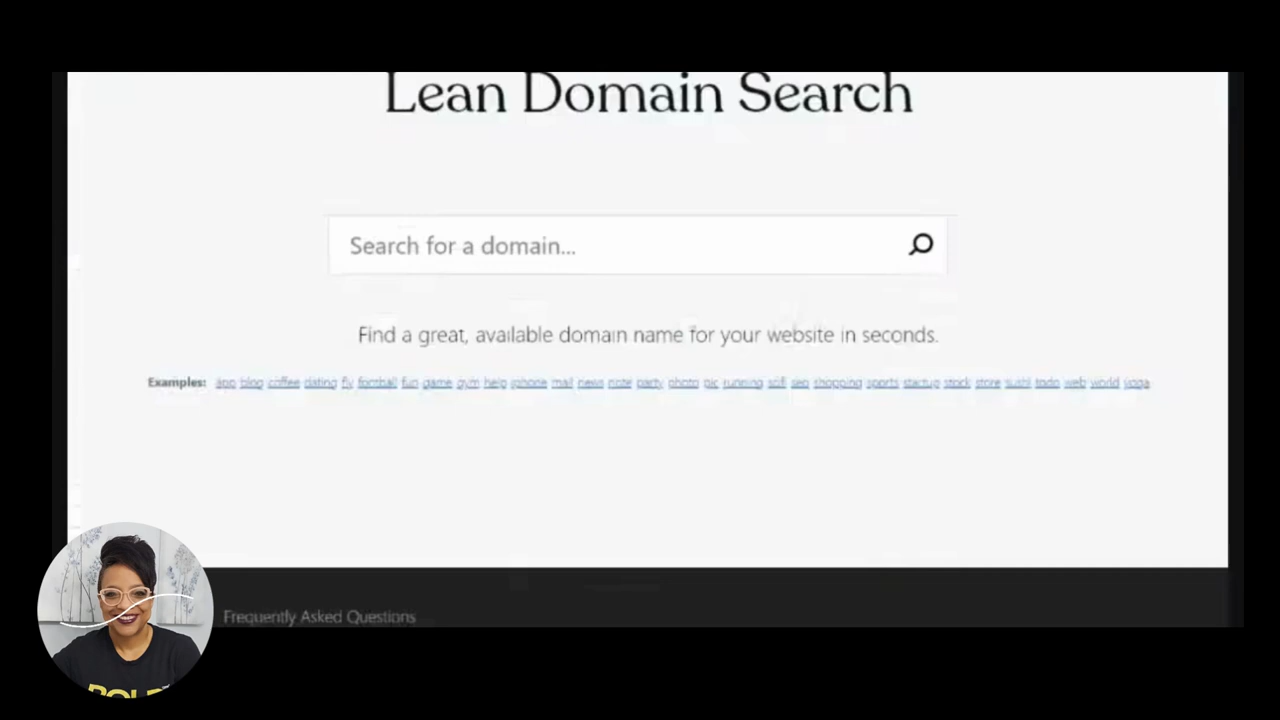 Lean Domain Search
Search for a domain...
Find a great, available domain name for your website in seconds.
Examples: app blog coffee dating fly football fun game gym help iphone mail news note party photo pic running scifi seo shopping sports startup stock store sushi todo web world yoga
Frequently Asked Questions